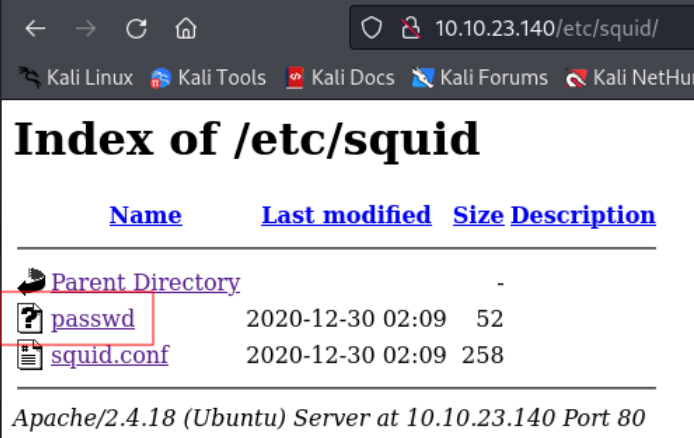 10.10.23.140/etc/squid/
Kali Linux Kali Tools Kali Docs Kali Forums Kali NetHu
Index of /etc/squid
Name Last modified Size Description
Parent Directory -
passwd 2020-12-30 02:09 52
squid.conf 2020-12-30 02:09 258
Apache/2.4.18 (Ubuntu) Server at 10.10.23.140 Port 80